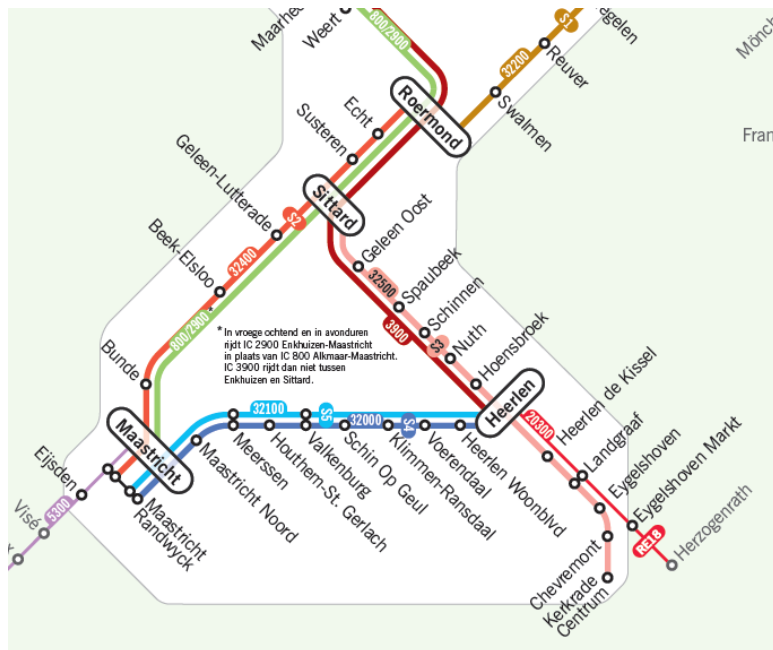 Maarhe
Weert
800/2900
S1
egelen
32200
Reuver
Mönch
Swalmen
Fran
Roermond
Echt
Susteren
Sittard
Geleen-Lutterade
S2
Beek-Elsloo
32400
Geleen Oost
32500
Spaubeek
Schinnen
3900
S3
Nuth
Hoensbroek
800/2900
*
* In vroege ochtend en in avonduren
rijdt IC 2900 Enkhuizen-Maastricht
in plaats van IC 800 Alkmaar-Maastricht.
IC 3900 rijdt dan niet tussen
Enkhuizen en Sittard.
Bunde
Heerlen
Heerlen de Kissel
20300
Landgraaf
Eygelshoven
Eygelshoven Markt
RE18
Herzogenrath
32100
S5
32000
S4
Maastricht
Maastricht Noord
Meerssen
Houthem-St. Gerlach
Valkenburg
Schin Op Geul
Klimmen-Ransdaal
Voerendaal
Heerlen Woonblvd
Eijsden
5300
Visé
Maastricht
Randwyck
Chevremont
Kerkrade
Centrum